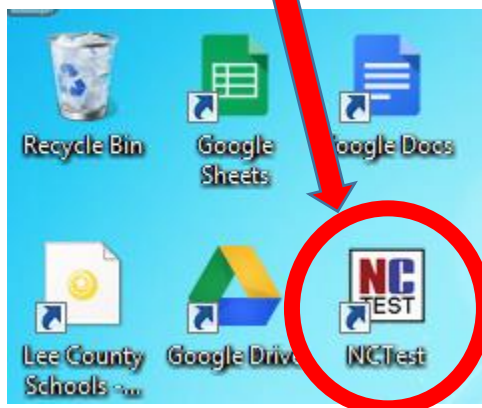 Recycle Bin
Google
Sheets
oogle Docs
NC
TEST
Lee County
Schools -...
Google Drive
NCTest